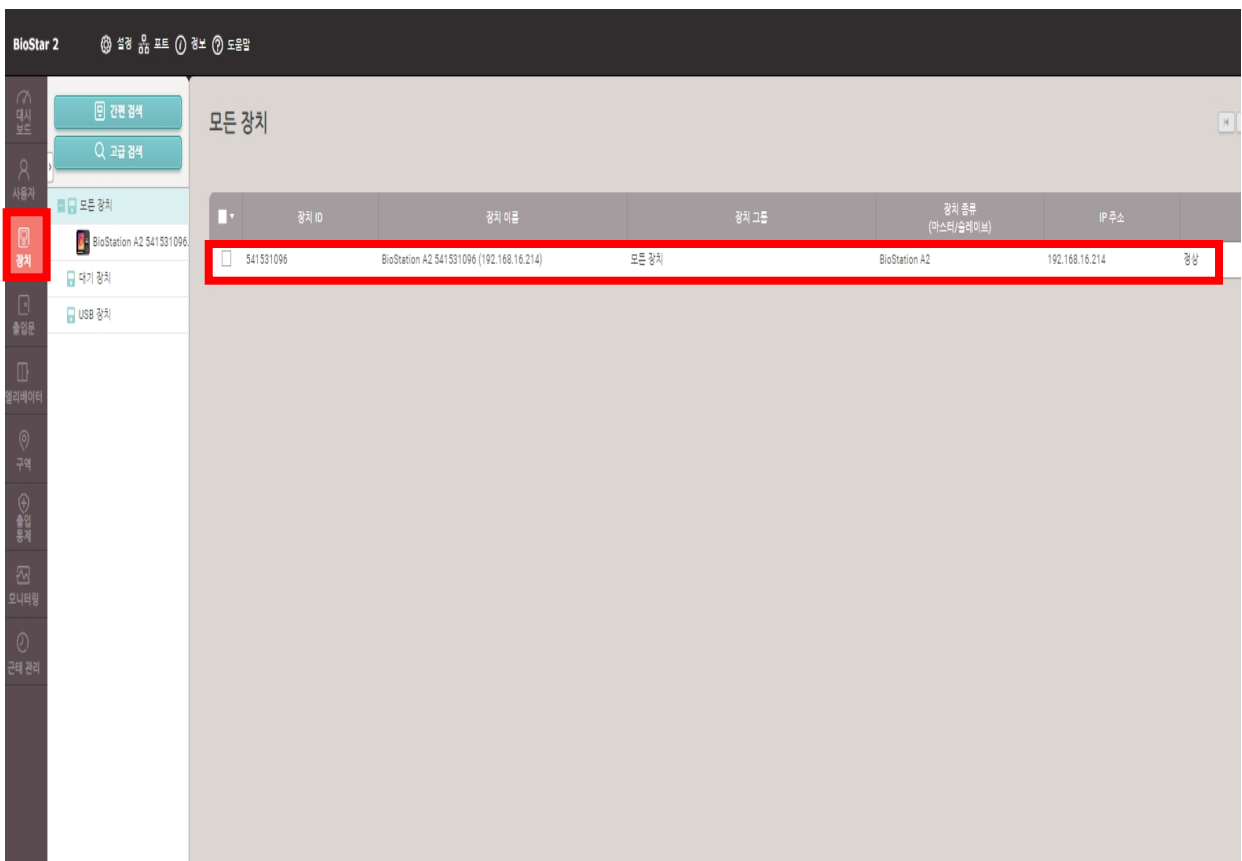 BioStar 2
설정 포트 정보 도움말
대시
보드
사용자
장치
출입문
엘리베이터
구역
출입
통제
모니터링
근태 관리
간편 검색
고급 검색
모든 장치
BioStation A2 541531096.
대기 장치
USB 장치
모든 장치
장치 ID 장치 이름 장치 그룹 장치 종류 IP 주소
(마스터/슬레이브)
541531096 BioStation A2 541531096 (192.168.16.214) 모든 장치 BioStation A2 192.168.16.214 정상